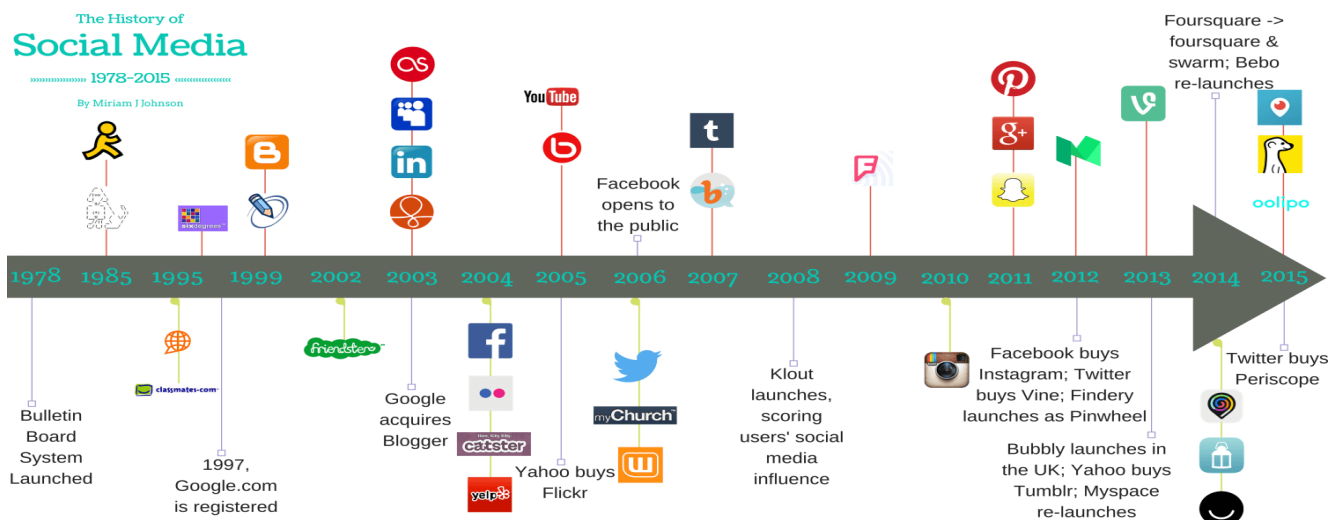 The History of
Social Media
1978-2015
By Miriam J Johnson
Foursquare ->
foursquare &
swarm; Bebo
re-launches
YouTube
in
t
g+
Facebook
opens to
the public
sixdegrees
b
oollpo
1978
1985
1995
1999
2002
2003
2004
2005
2006
2007
2008
2009
2010
2011
2012
2013
2014
2015
friendster
classmates.com
f
myChurch
catster
yelp
Bulletin
Board
System
Launched
1997,
Google.com
is registered
Google
acquires
Blogger
Yahoo buys
Flickr
Klout
launches,
scoring
users' social
media
influence
Facebook buys
Instagram; Twitter
buys Vine; Findery
launches as Pinwheel
Bubbly launches in
the UK; Yahoo buys
Tumblr; Myspace
re-launches
Twitter buys
Periscope